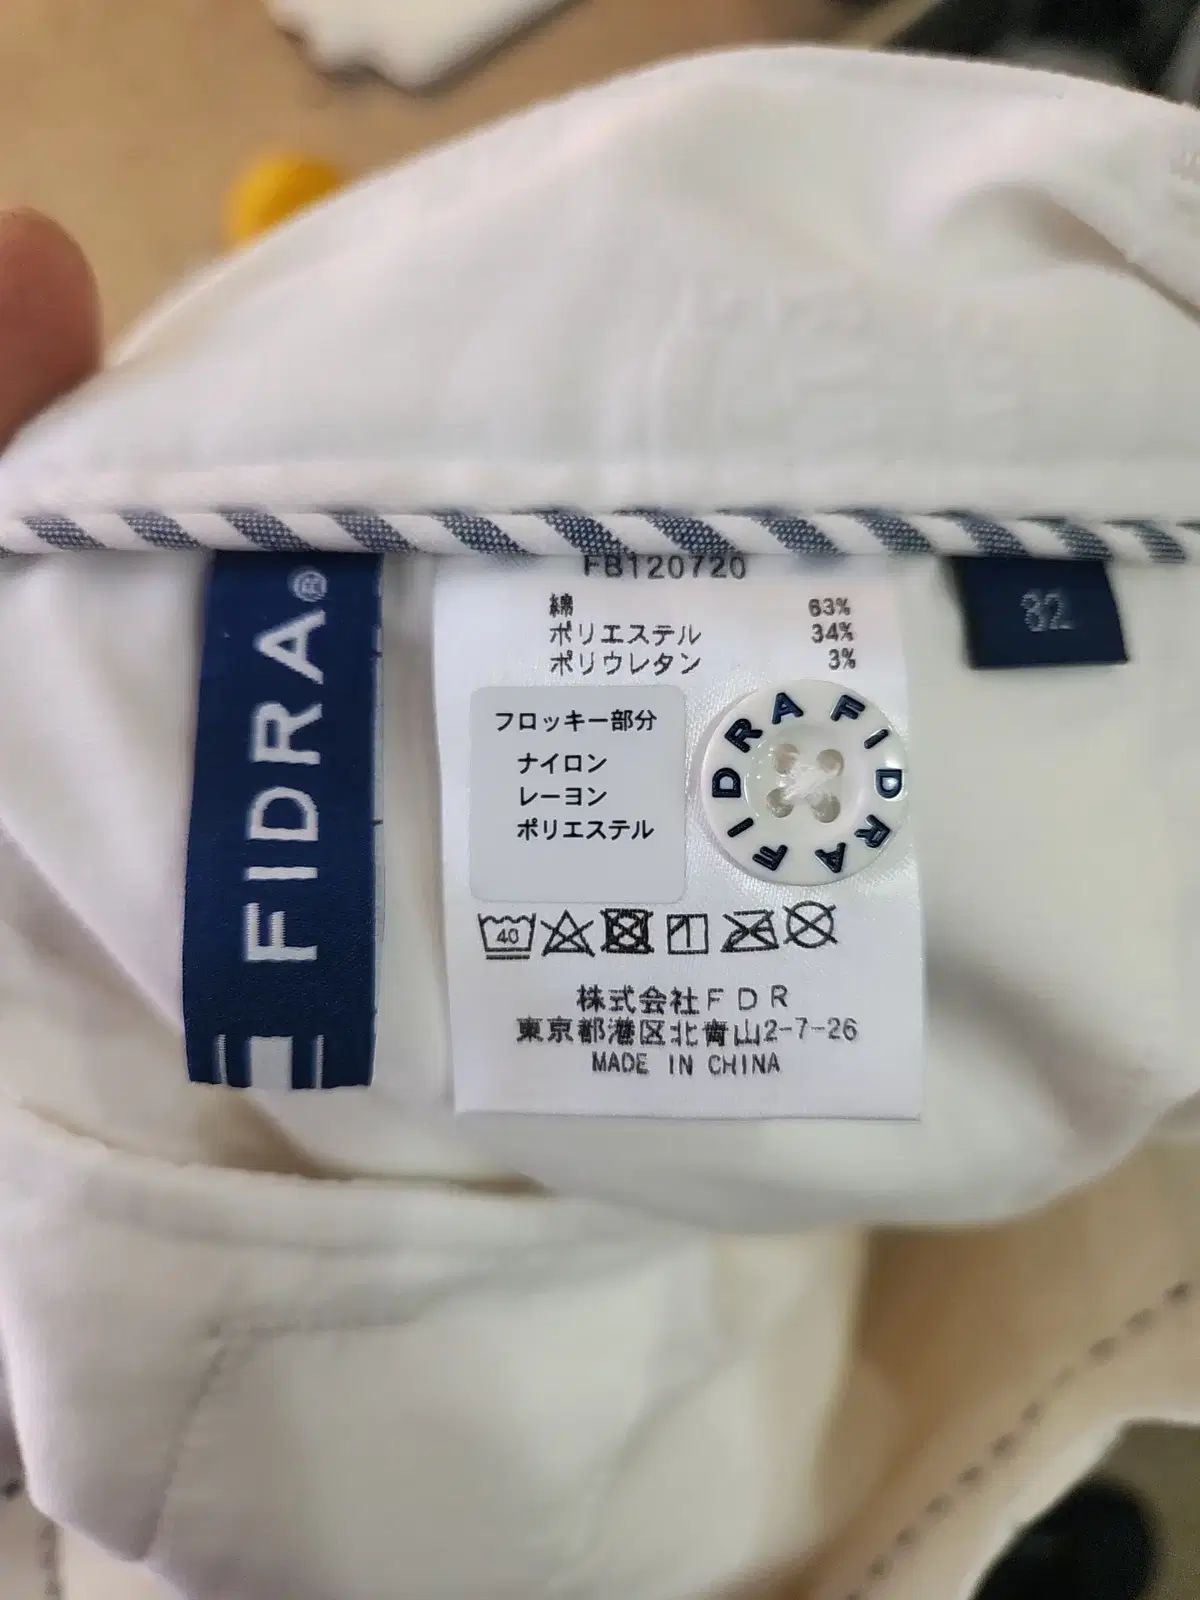 FIDRA®
FB120720
綿 63%
ポリエステル 34%
ポリウレタン 3%
フロッキー部分
ナイロン
レーヨン
ポリエステル
FIDRA FIDRA
40
株式会社FDR
東京都港区北青山2-7-26
MADE IN CHINA
82